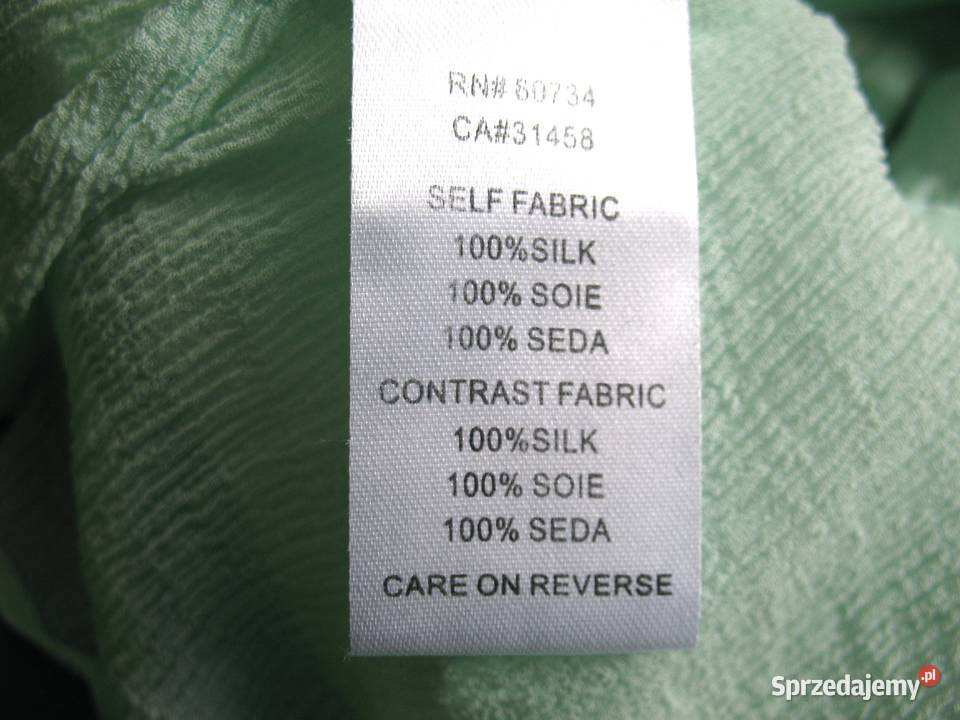 RN# 60734
CA#31458
SELF FABRIC
100%SILK
100% SOIE
100% SEDA
CONTRAST FABRIC
100%SILK
100% SOIE
100% SEDA
CARE ON REVERSE
Sprzedajemy.pl